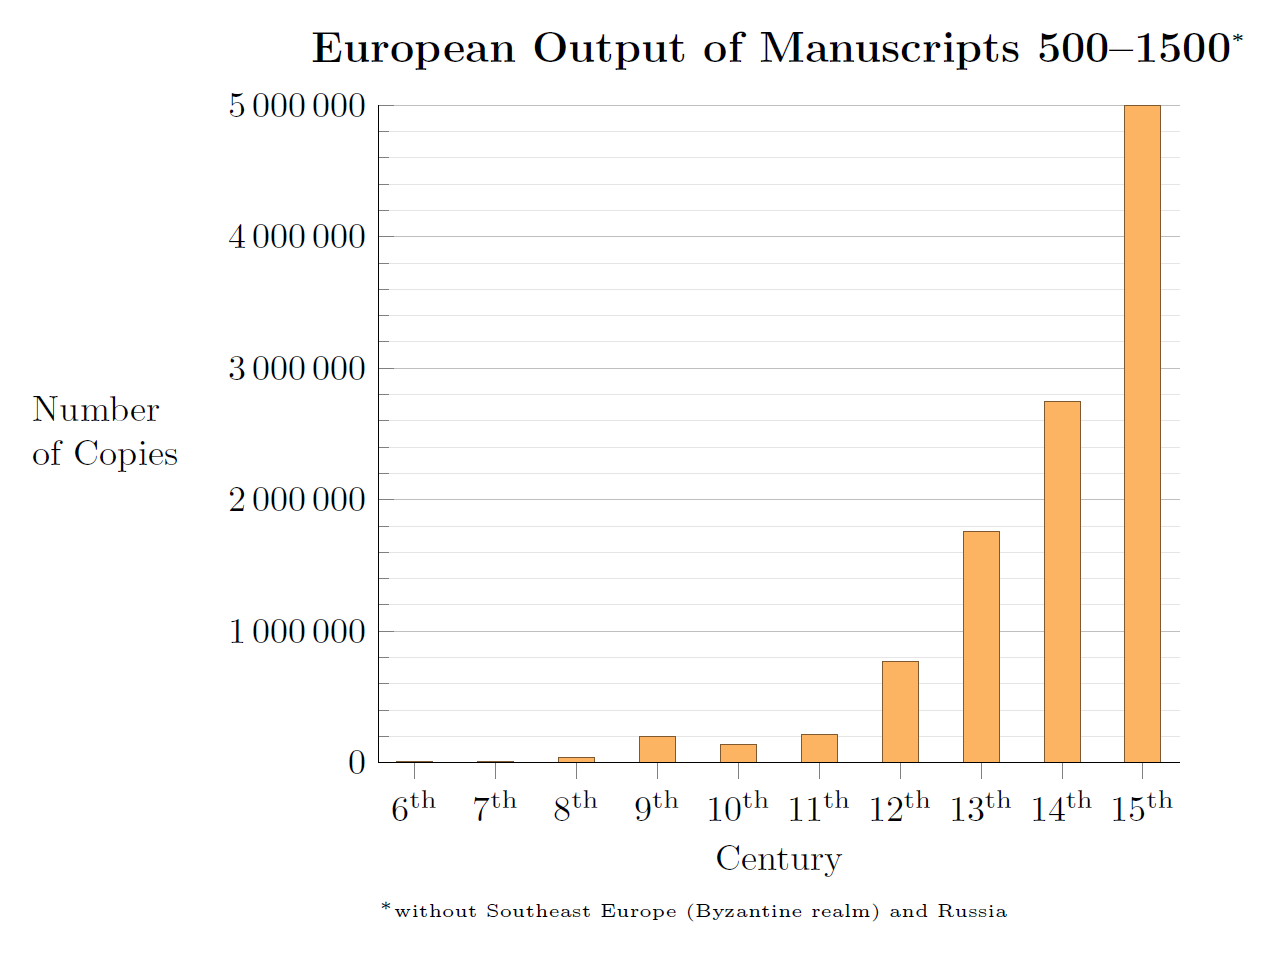 European Output of Manuscripts 500–1500*
5 000 000
4 000 000
3 000 000
Number
of Copies
2 000 000
1 000 000
0
6th 7th 8th 9th 10th 11th 12th 13th 14th 15th
Century
*without Southeast Europe (Byzantine realm) and Russia